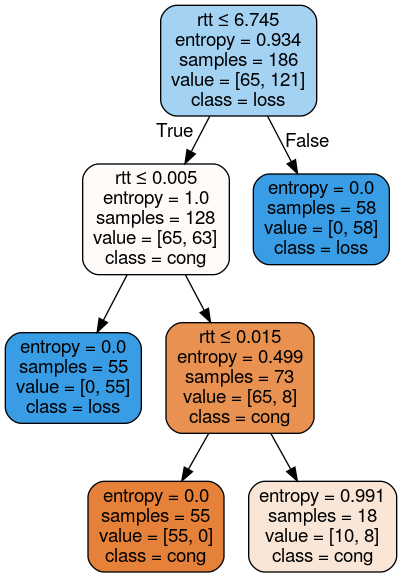 rtt ≤ 6.745
entropy = 0.934
samples = 186
value = [65, 121]
class = loss
True
False
rtt ≤ 0.005
entropy = 1.0
samples = 128
value = [65, 63]
class = cong
entropy = 0.0
samples = 58
value = [0, 58]
class = loss
entropy = 0.0
samples = 55
value = [0, 55]
class = loss
rtt ≤ 0.015
entropy = 0.499
samples = 73
value = [65, 8]
class = cong
entropy = 0.0
samples = 55
value = [55, 0]
class = cong
entropy = 0.991
samples = 18
value = [10, 8]
class = cong